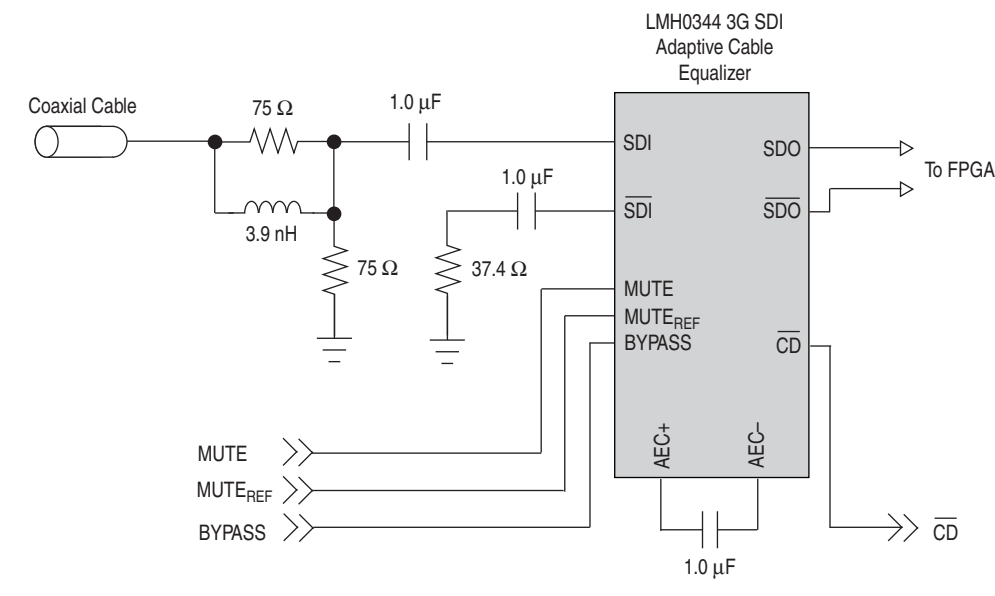 LMH0344 3G SDI
Adaptive Cable
Equalizer
Coaxial Cable
75 Ω
1.0 µF
SDI
SDO
To FPGA
1.0 µF
SDI
SDO
3.9 nH
75 Ω
37.4 Ω
MUTE
MUTEREF
BYPASS
CD
AEC+
AEC–
MUTE
MUTEREF
BYPASS
CD
1.0 µF